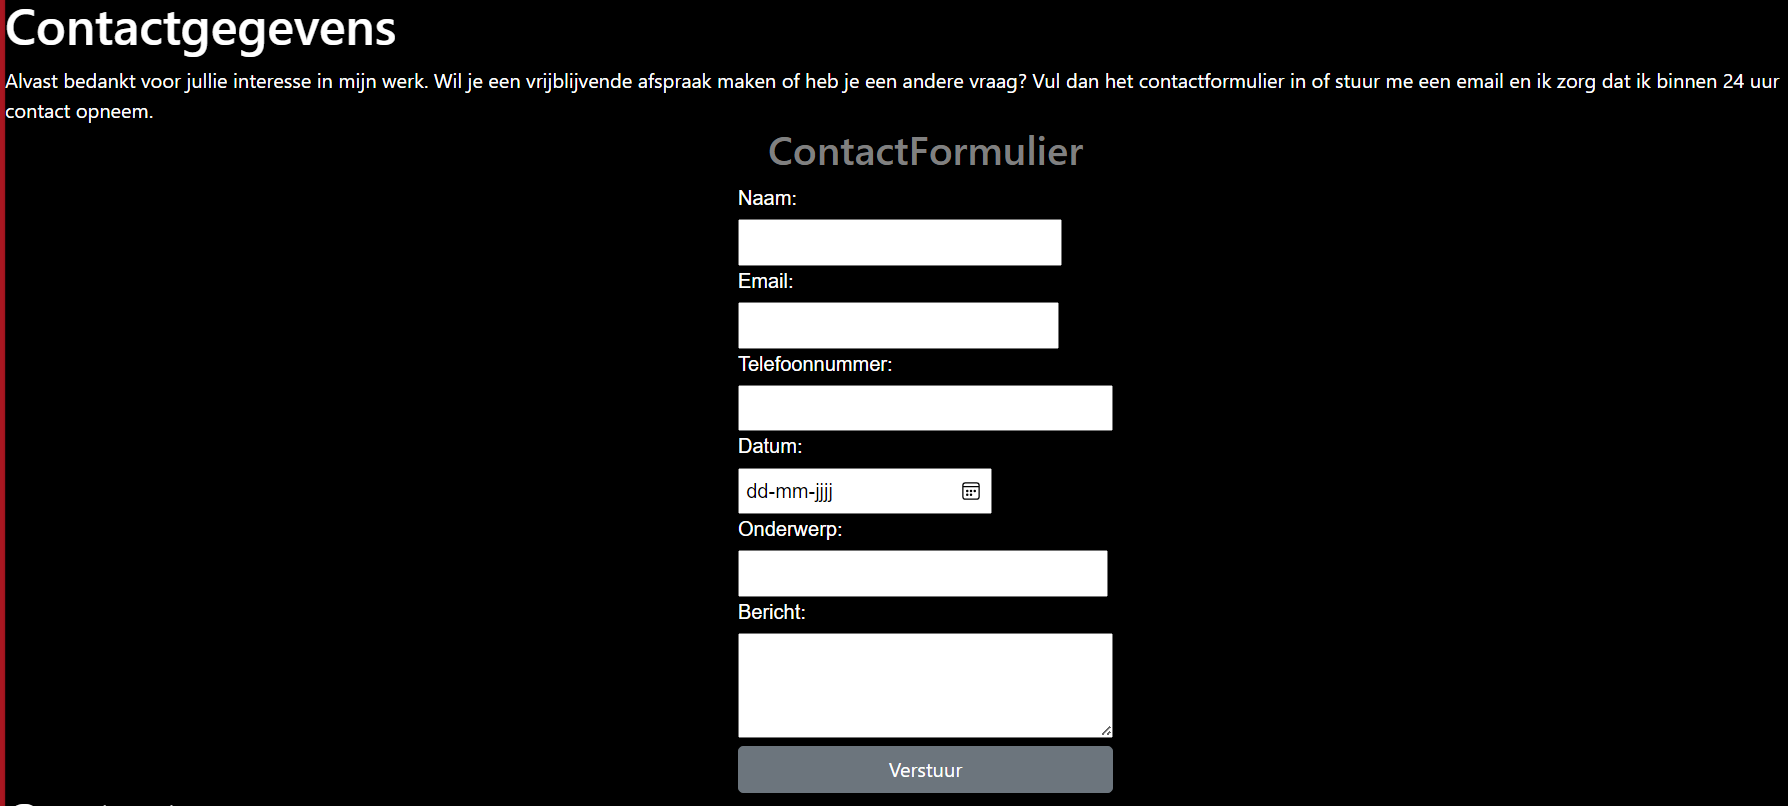 Contactgegevens
Alvast bedankt voor jullie interesse in mijn werk. Wil je een vrijblijvende afspraak maken of heb je een andere vraag? Vul dan het contactformulier in of stuur me een email en ik zorg dat ik binnen 24 uur
contact opneem.
ContactFormulier
Naam:
Email:
Telefoonnummer:
Datum:
dd-mm-jjjj
Onderwerp:
Bericht:
Verstuur